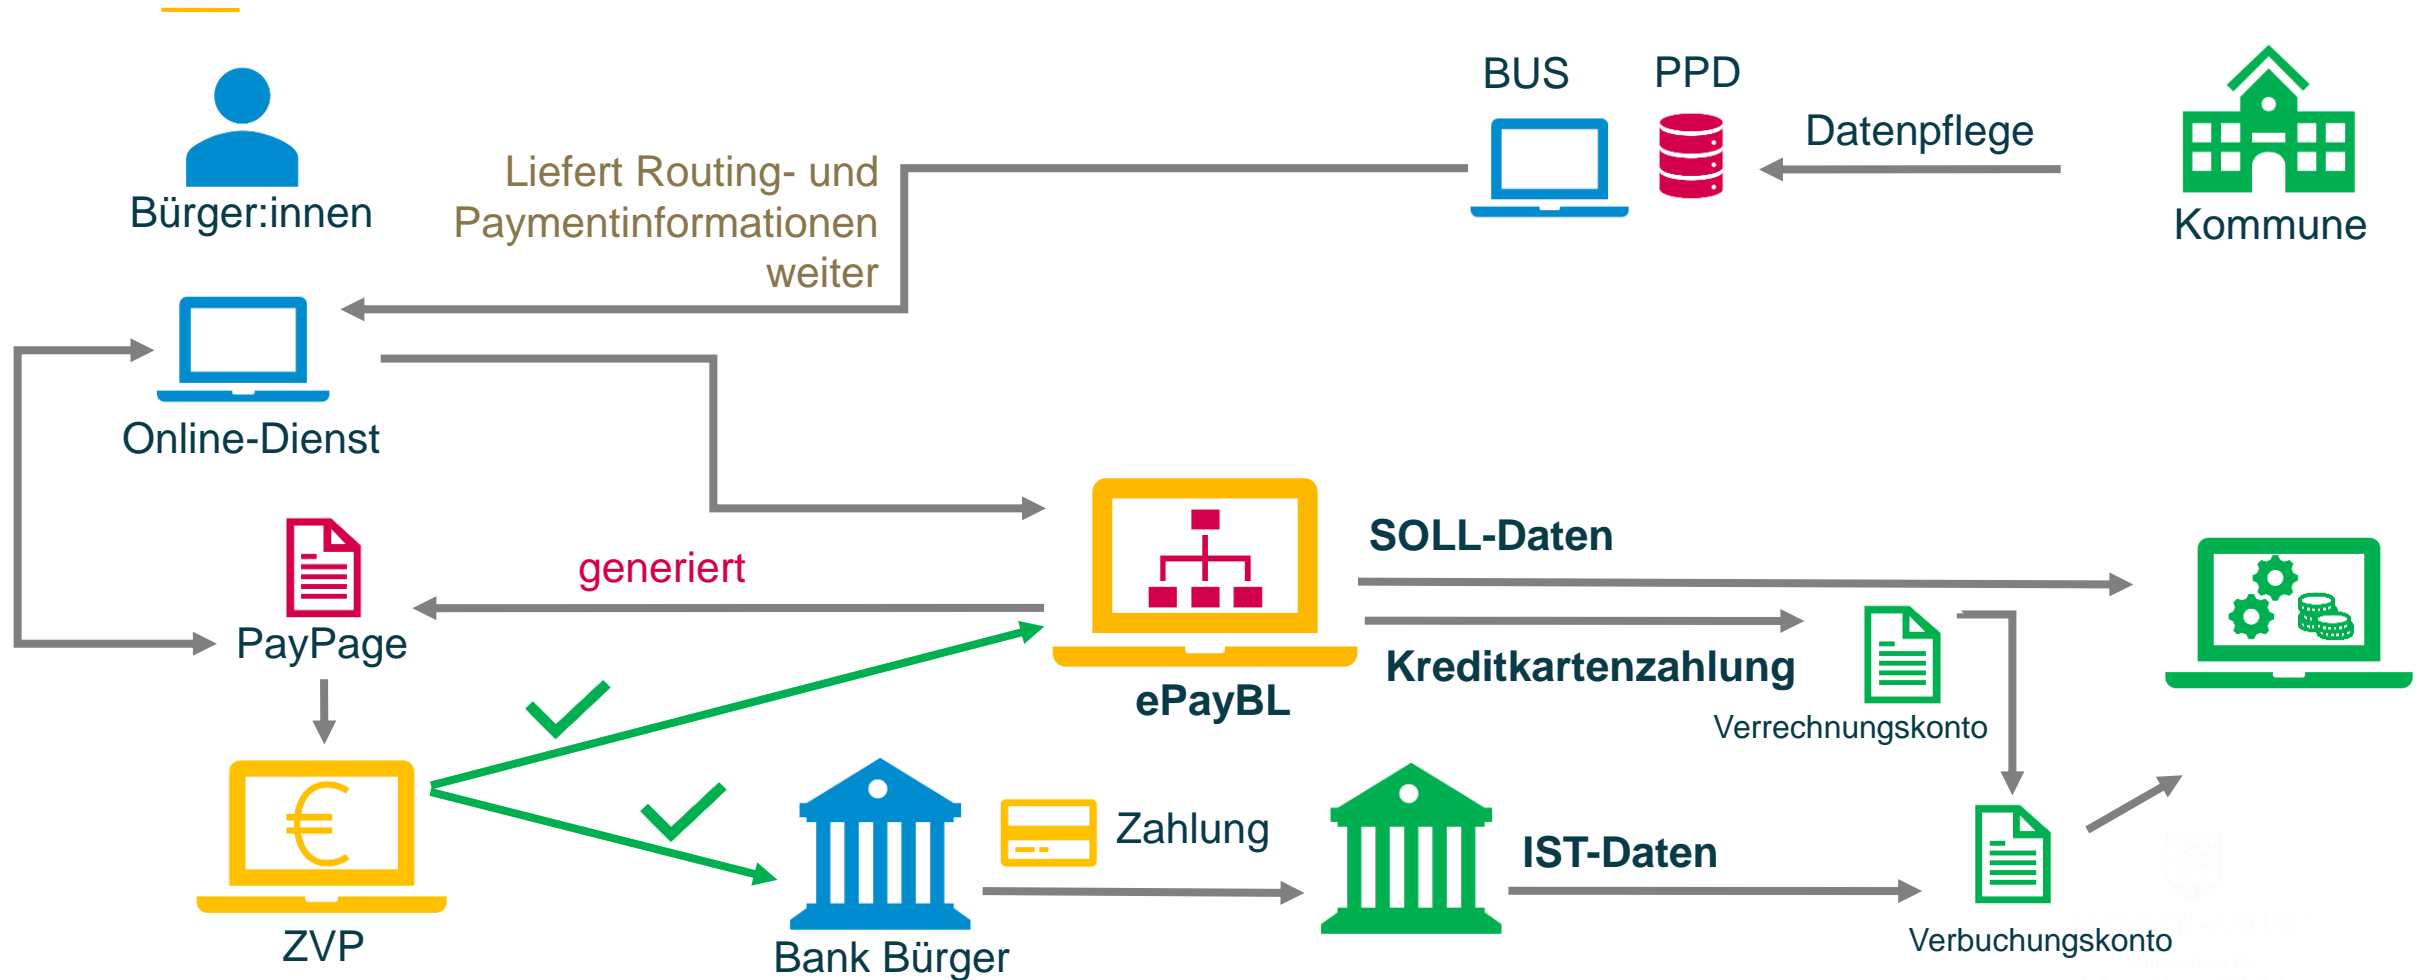 BUS
PPD
Datenpflege
Bürger:innen
Liefert Routing- und
Paymentinformationen
weiter
Kommune
Online-Dienst
generiert
SOLL-Daten
PayPage
Kreditkartenzahlung
ePayBL
Verrechnungskonto
Zahlung
IST-Daten
ZVP
Bank Bürger
Verbuchungskonto